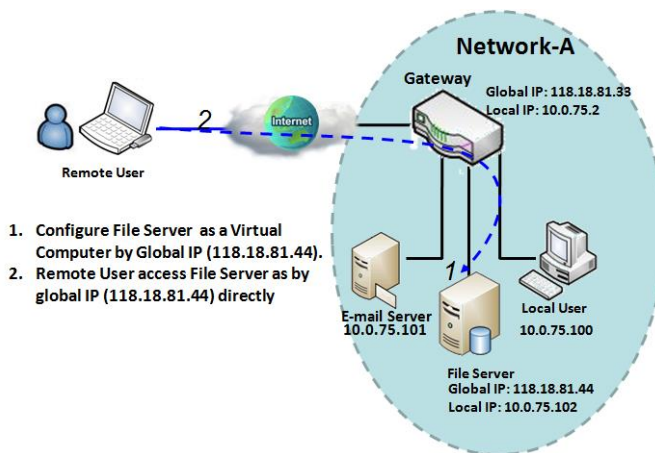 Network-A
Gateway
Global IP: 118.18.81.33
Local IP: 10.0.75.2
2
Internet
Remote User
1. Configure File Server as a Virtual
Computer by Global IP (118.18.81.44).
2. Remote User access File Server as by
global IP (118.18.81.44) directly
1
E-mail Server
10.0.75.101
Local User
10.0.75.100
File Server
Global IP: 118.18.81.44
Local IP: 10.0.75.102